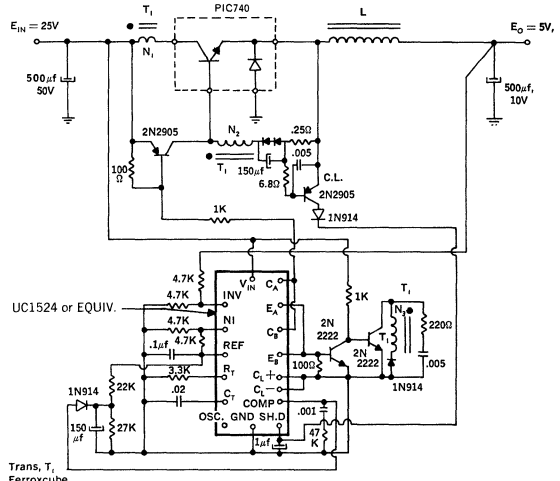 PIC740
T₁
L
E_IN = 25V
N₁
E_O = 5V,
500μf
50V
500μf,
10V
2N2905
N₂
.25Ω
100
Ω
T₁
150μf
.005
6.8Ω
C.L.
2N2905
1N914
1K
4.7K
V_IN
C_A
1K
UC1524 or EQUIV.
4.7K
INV
E_A
T₁
4.7K
NI
C_B
N₃
4.7K
2N
2222
T₁
220Ω
.1μf
REF
E_B
100Ω
2N
2222
3.3K
R_T
C_L+
.005
1N914
22K
.02
C_T
C_L-
1N914
COMP
.001
OSC.
GND
SH.D
150
μf
27K
1μf
47
K
Trans, T₁
Ferroxcube